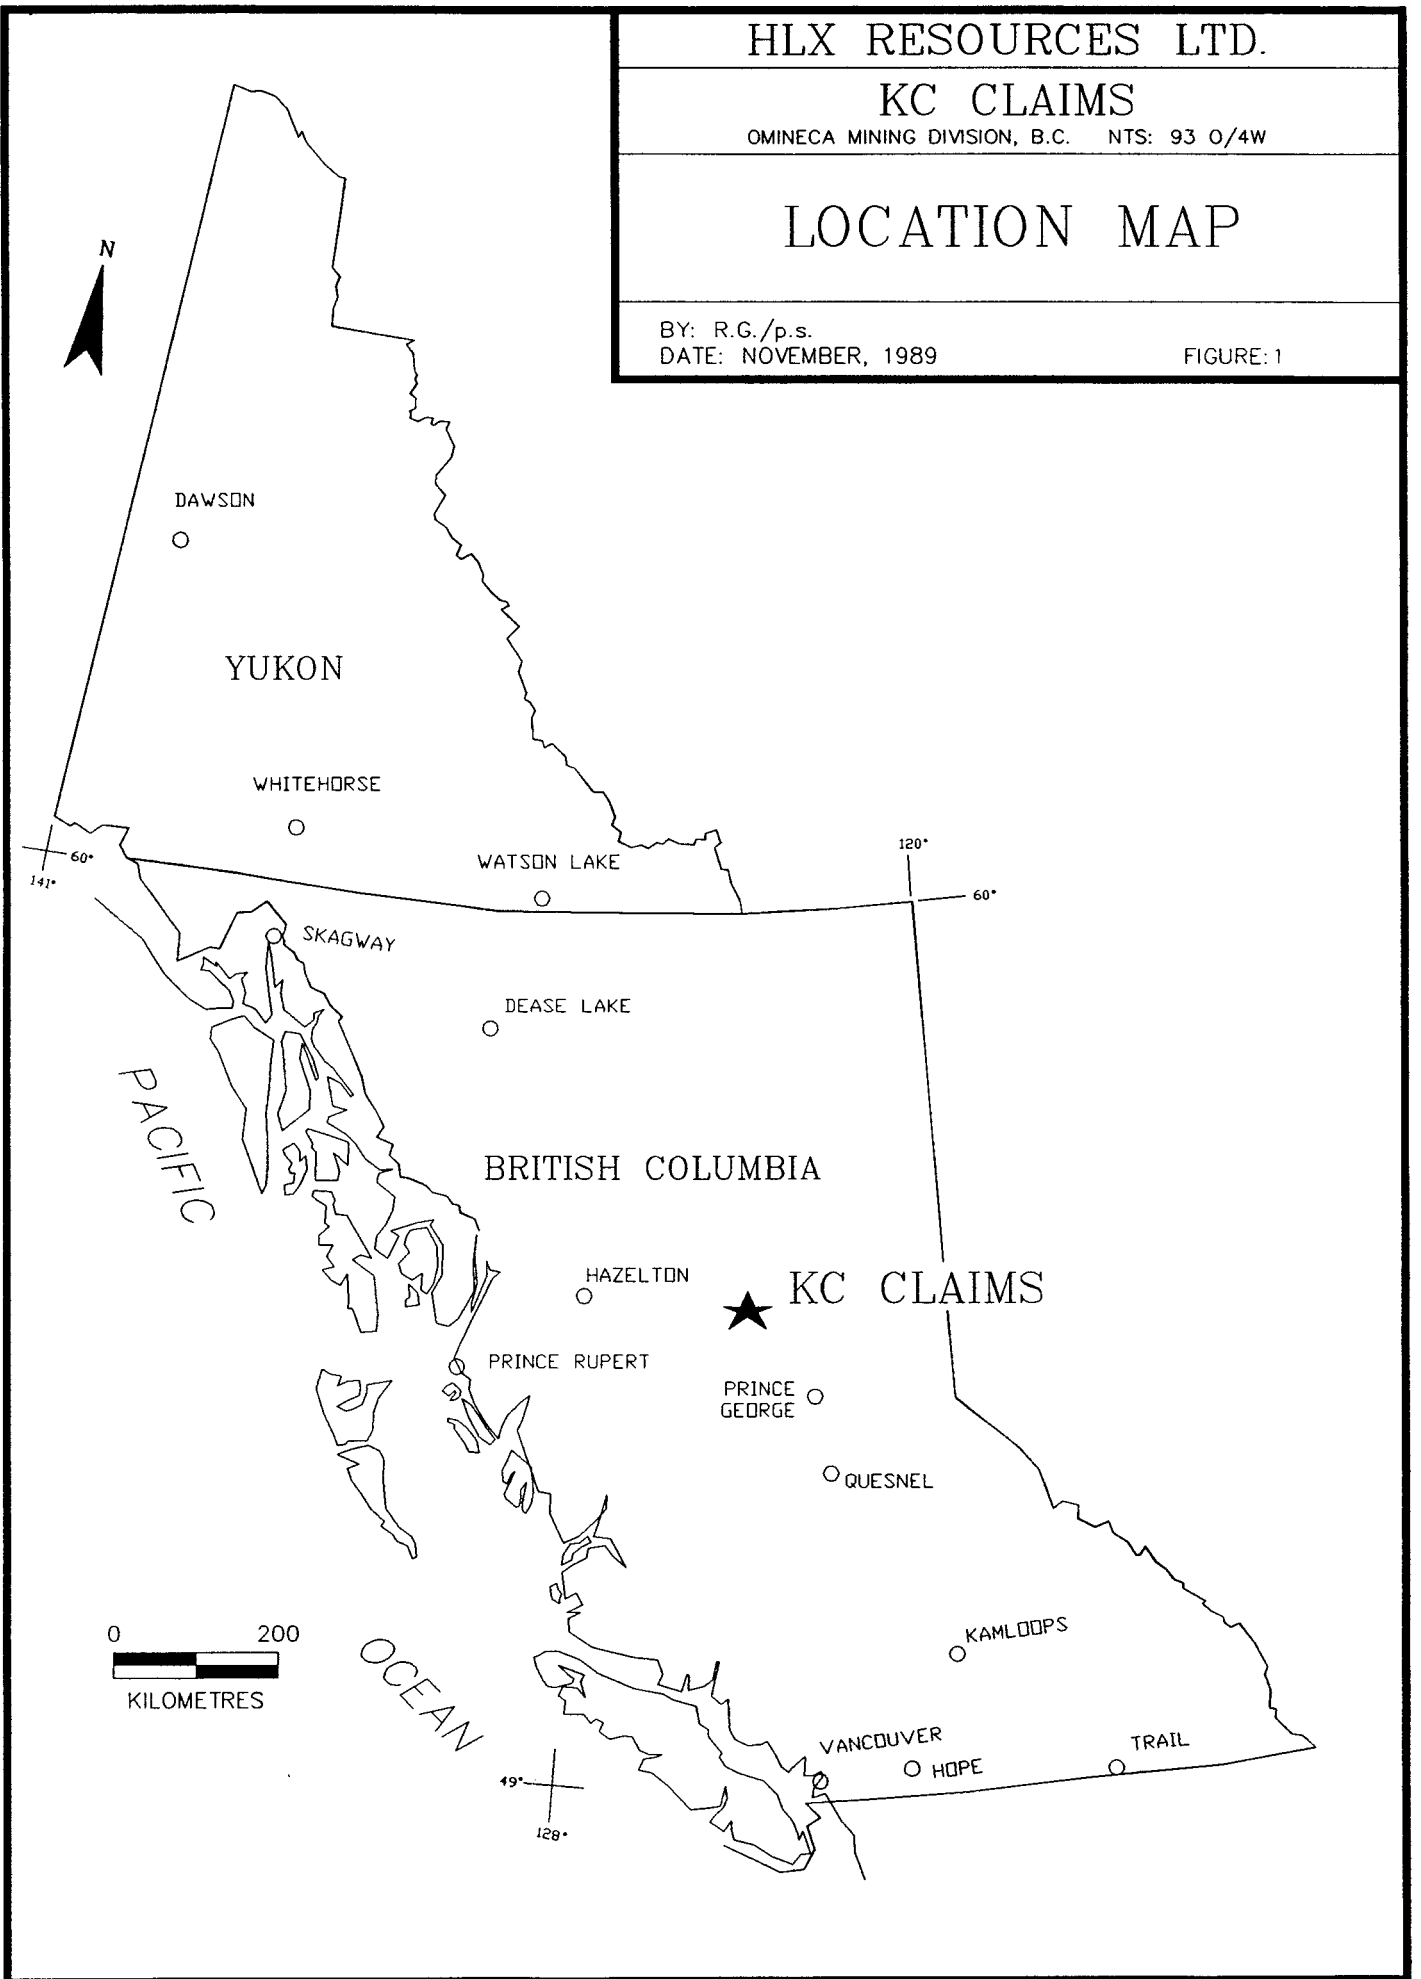 HLX RESOURCES LTD.
KC CLAIMS
OMINECA MINING DIVISION, B.C. NTS: 93 O/4W
LOCATION MAP
BY: R.G./p.s.
DATE: NOVEMBER, 1989 FIGURE: 1
N
DAWSON
YUKON
WHITEHORSE
WATSON LAKE
60°
141°
120°
60°
SKAGWAY
DEASE LAKE
PACIFIC
BRITISH COLUMBIA
HAZELTON
KC CLAIMS
PRINCE RUPERT
PRINCE
GEORGE
QUESNEL
0 200
KILOMETRES
OCEAN
KAMLOOPS
VANCOUVER
HOPE
TRAIL
49°
128°